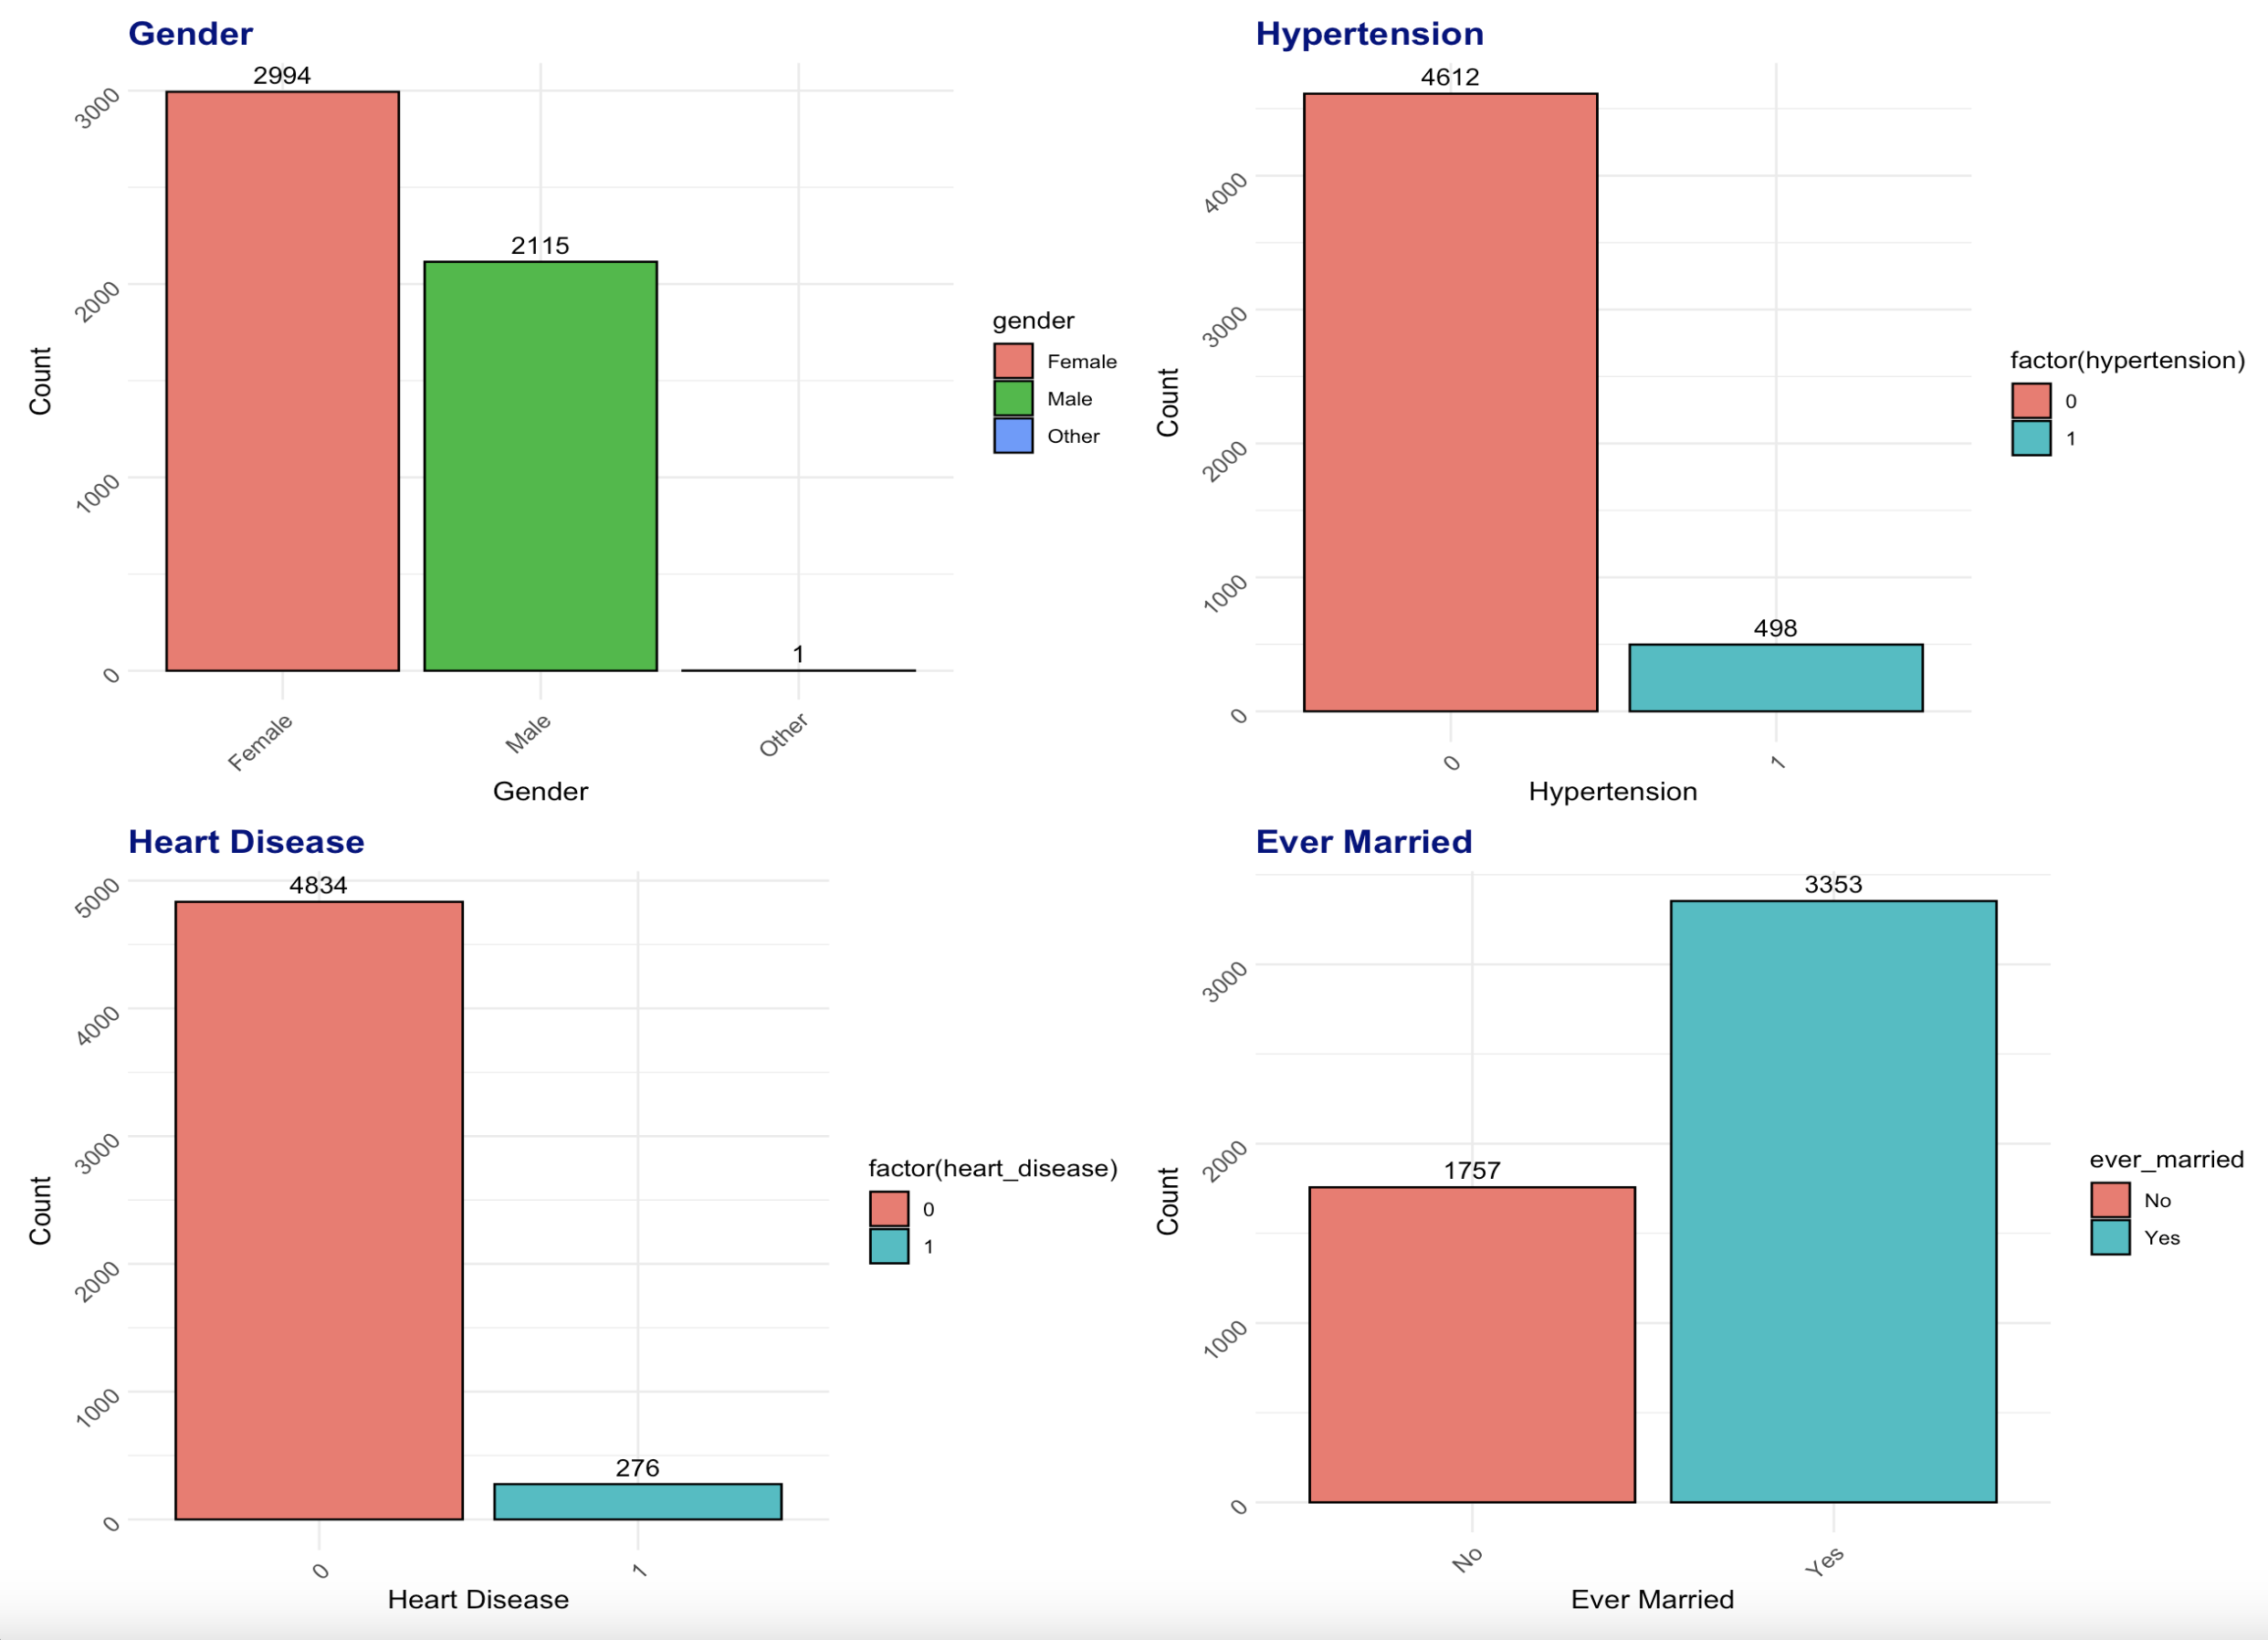 Gender
2994
2115
1
3000
2000
1000
0
Count
Female
Male
Other
Gender
gender
Female
Male
Other
Hypertension
4612
498
4000
3000
2000
1000
0
Count
0
1
Hypertension
factor(hypertension)
0
1
Heart Disease
4834
276
5000
4000
3000
2000
1000
0
Count
0
1
Heart Disease
factor(heart_disease)
0
1
Ever Married
3353
1757
3000
2000
1000
0
Count
No
Yes
Ever Married
ever_married
No
Yes